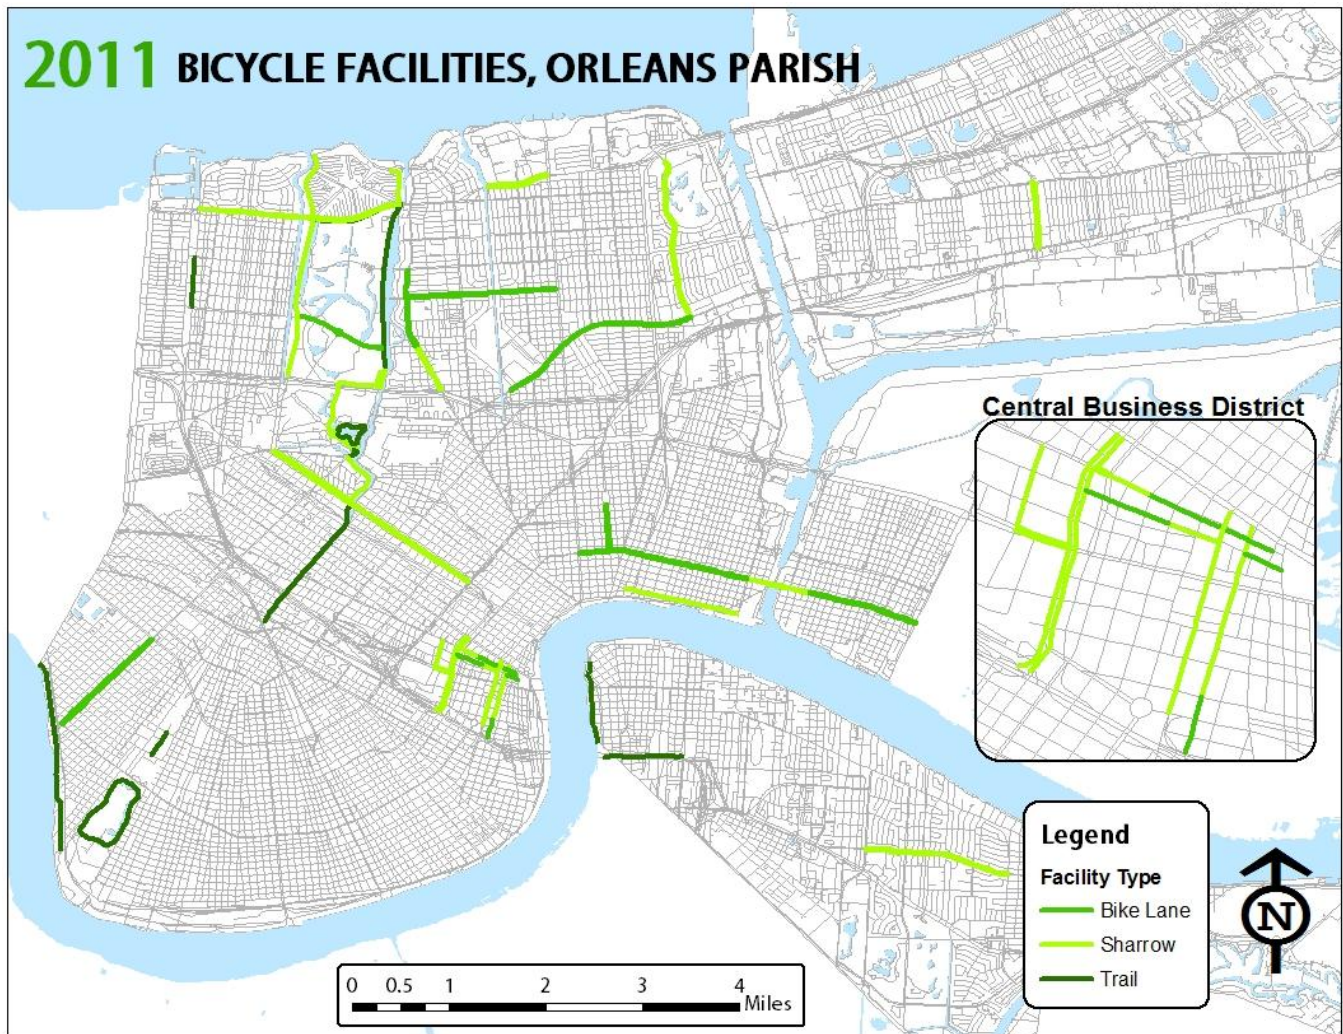 2011 BICYCLE FACILITIES, ORLEANS PARISH
Central Business District
Legend
Facility Type
Bike Lane
Sharrow
Trail
N
0 0.5 1 2 3 4
Miles